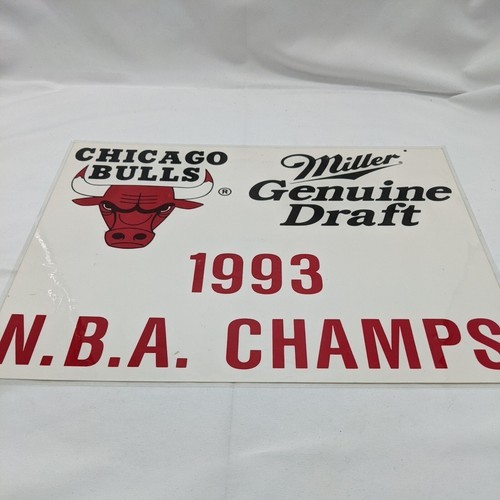 CHICAGO
BULLS
®
Miller
Genuine
Draft
1993
N.B.A. CHAMPS